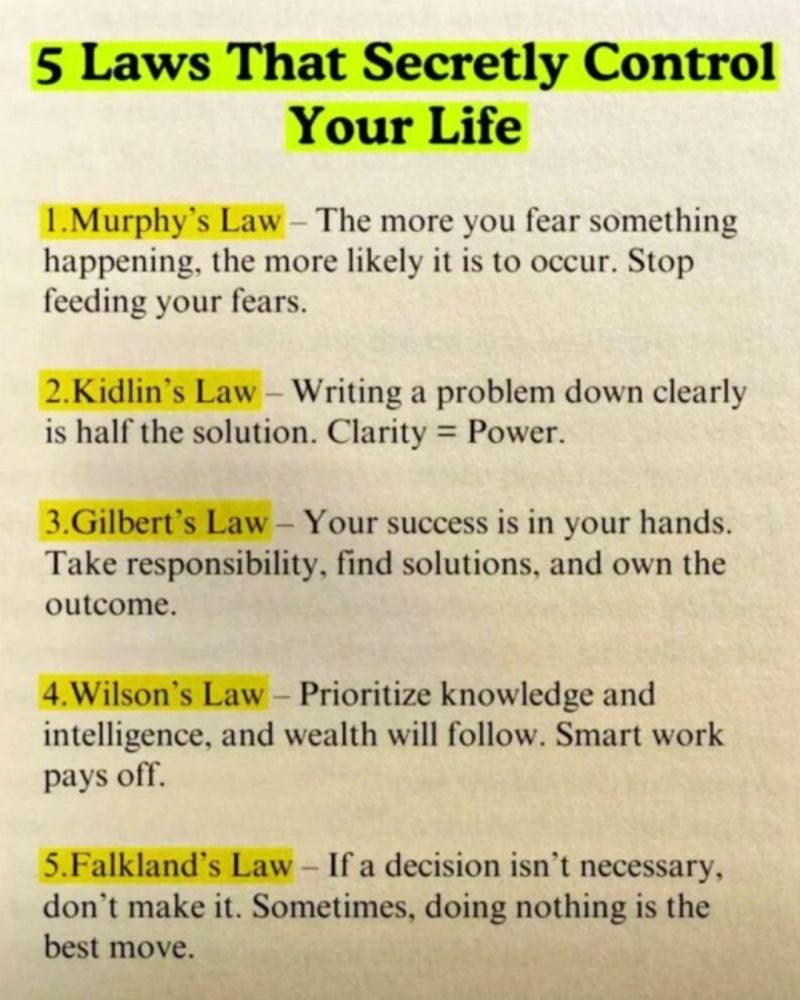 5 Laws That Secretly Control
Your Life
1.Murphy's Law – The more you fear something
happening, the more likely it is to occur. Stop
feeding your fears.
2.Kidlin's Law – Writing a problem down clearly
is half the solution. Clarity = Power.
3.Gilbert's Law – Your success is in your hands.
Take responsibility, find solutions, and own the
outcome.
4.Wilson's Law – Prioritize knowledge and
intelligence, and wealth will follow. Smart work
pays off.
5.Falkland's Law – If a decision isn't necessary,
don't make it. Sometimes, doing nothing is the
best move.